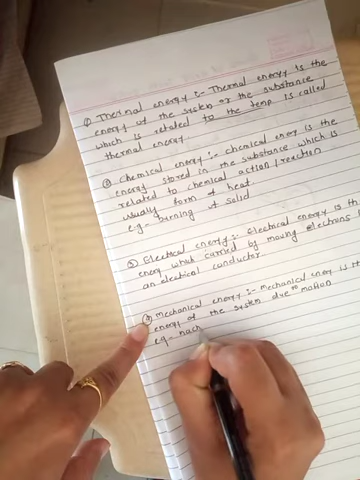 ① Thermal energy :- Thermal energy is the
energy of the system or the substance
which is related to the temp is called
thermal energy
② Chemical energy :- chemical enery is the
energy stored in the substance which is
related to chemical action / reaction
usually form of heat.
e.g- burning of solid
③ Electrical energy :- Electrical energy is th
enery which carried by moving electrons
an electrical conductor
④ mechanical energy :- mechanical enery is th
energy of the system due to motion
e.g-